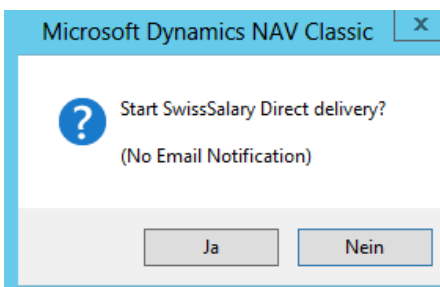 Microsoft Dynamics NAV Classic
x
Start SwissSalary Direct delivery?
(No Email Notification)
Ja
Nein